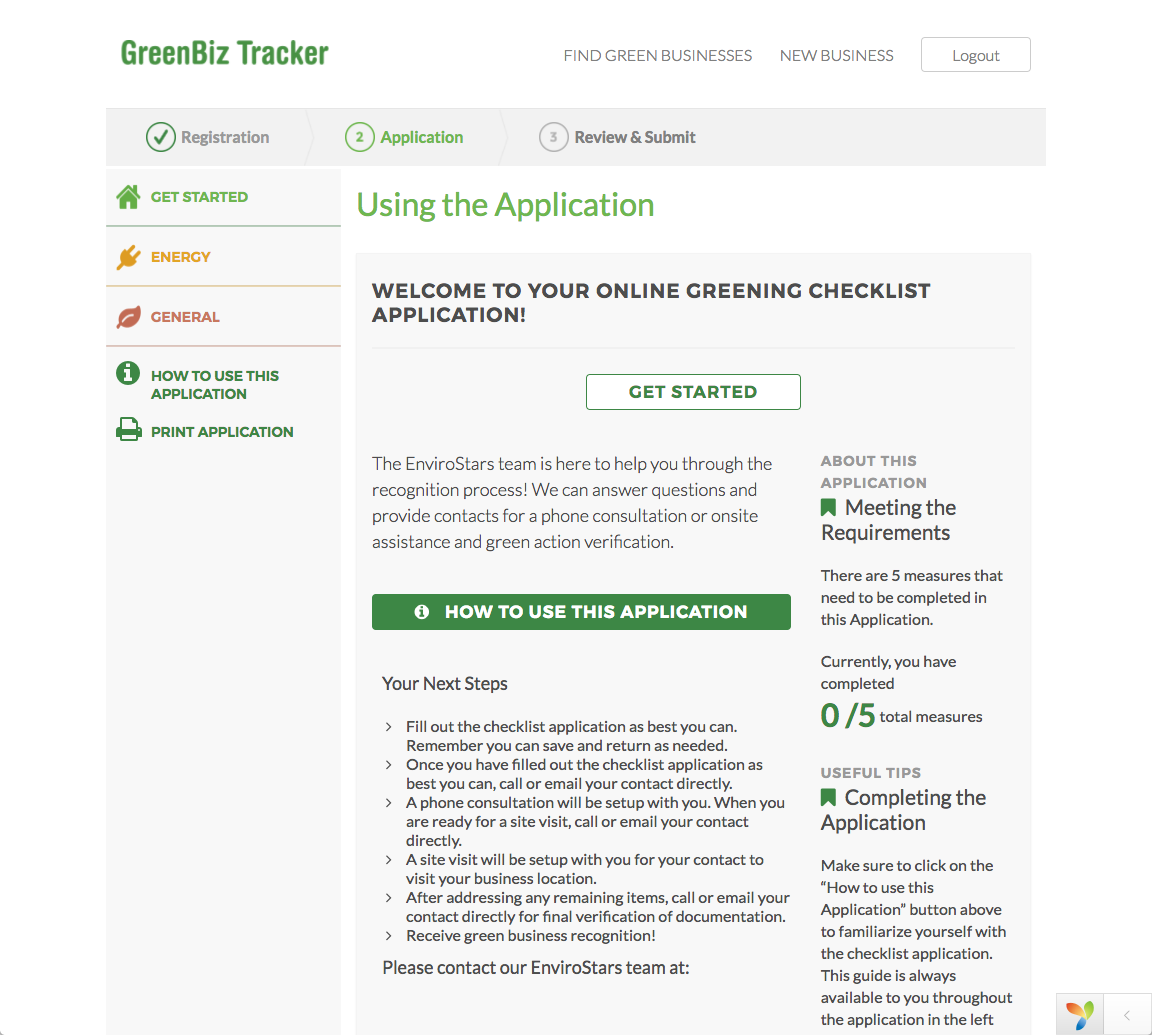 GreenBiz Tracker
FIND GREEN BUSINESSES
NEW BUSINESS
Logout
Registration
2 Application
3 Review & Submit
GET STARTED
ENERGY
GENERAL
HOW TO USE THIS
APPLICATION
PRINT APPLICATION
Using the Application
WELCOME TO YOUR ONLINE GREENING CHECKLIST
APPLICATION!
GET STARTED
The EnviroStars team is here to help you through the
recognition process! We can answer questions and
provide contacts for a phone consultation or onsite
assistance and green action verification.
HOW TO USE THIS APPLICATION
Your Next Steps
Fill out the checklist application as best you can.
Remember you can save and return as needed.
Once you have filled out the checklist application as
best you can, call or email your contact directly.
A phone consultation will be setup with you. When you
are ready for a site visit, call or email your contact
directly.
A site visit will be setup with you for your contact to
visit your business location.
After addressing any remaining items, call or email your
contact directly for final verification of documentation.
Receive green business recognition!
Please contact our EnviroStars team at:
ABOUT THIS
APPLICATION
Meeting the
Requirements
There are 5 measures that
need to be completed in
this Application.
Currently, you have
completed
0 /5 total measures
USEFUL TIPS
Completing the
Application
Make sure to click on the
“How to use this
Application” button above
to familiarize yourself with
the checklist application.
This guide is always
available to you throughout
the application in the left